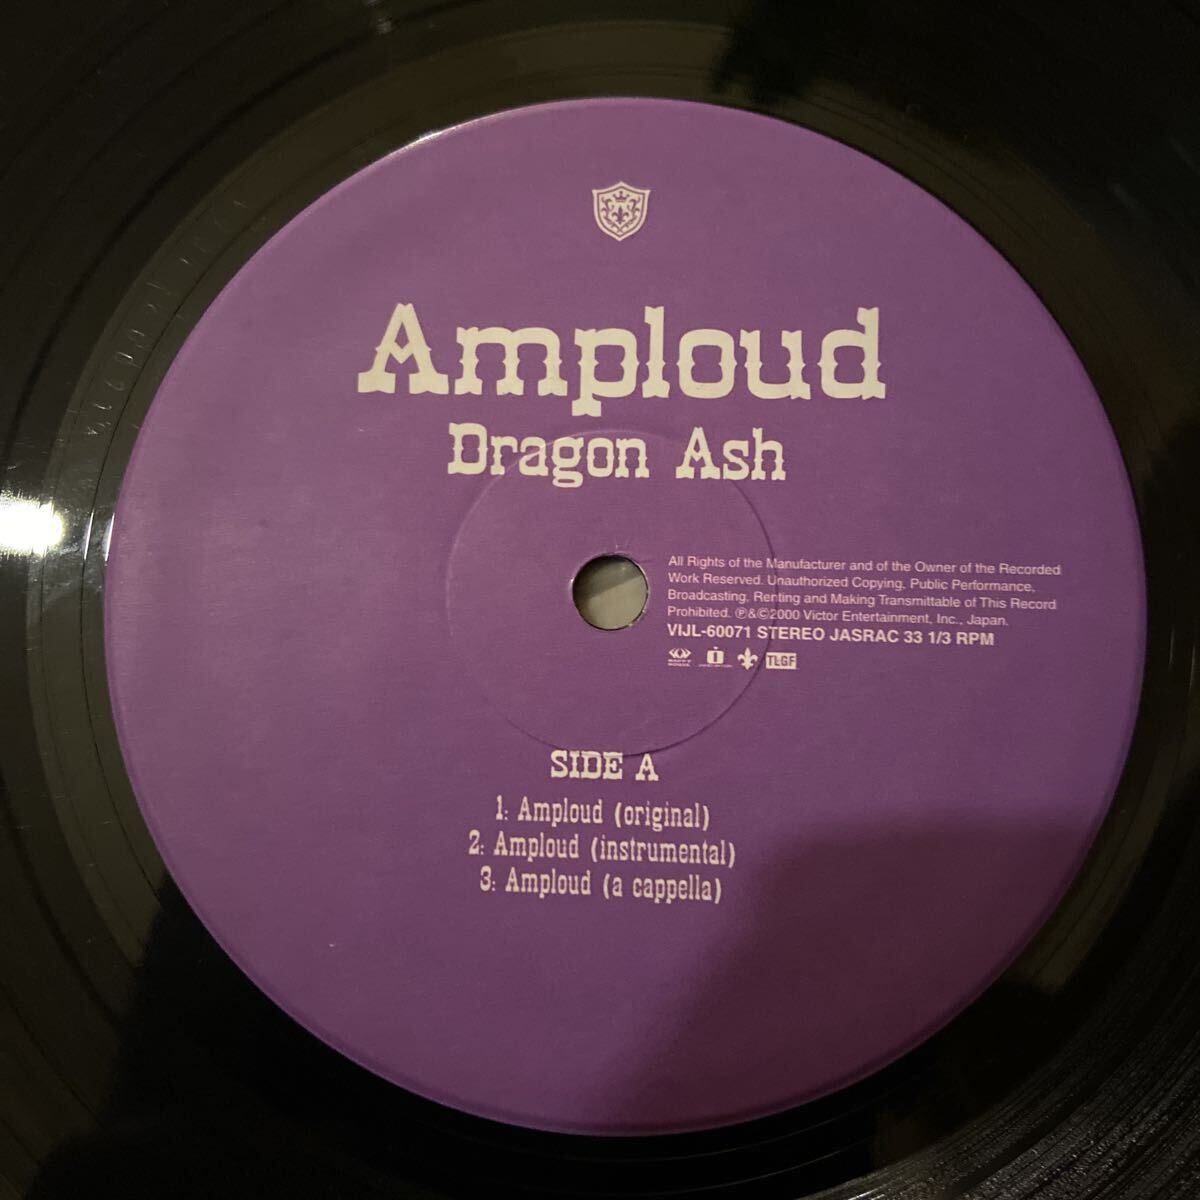 Amploud
Dragon Ash
All Rights of the Manufacturer and of the Owner of the Recorded
Work Reserved. Unauthorized Copying, Public Performance,
Broadcasting, Renting and Making Transmittable of This Record
Prohibited. ℗&©2000 Victor Entertainment, Inc., Japan.
VIJL-60071 STEREO JASRAC 33 1/3 RPM
TLGF
SIDE A
1: Amploud (original)
2: Amploud (instrumental)
3: Amploud (a cappella)